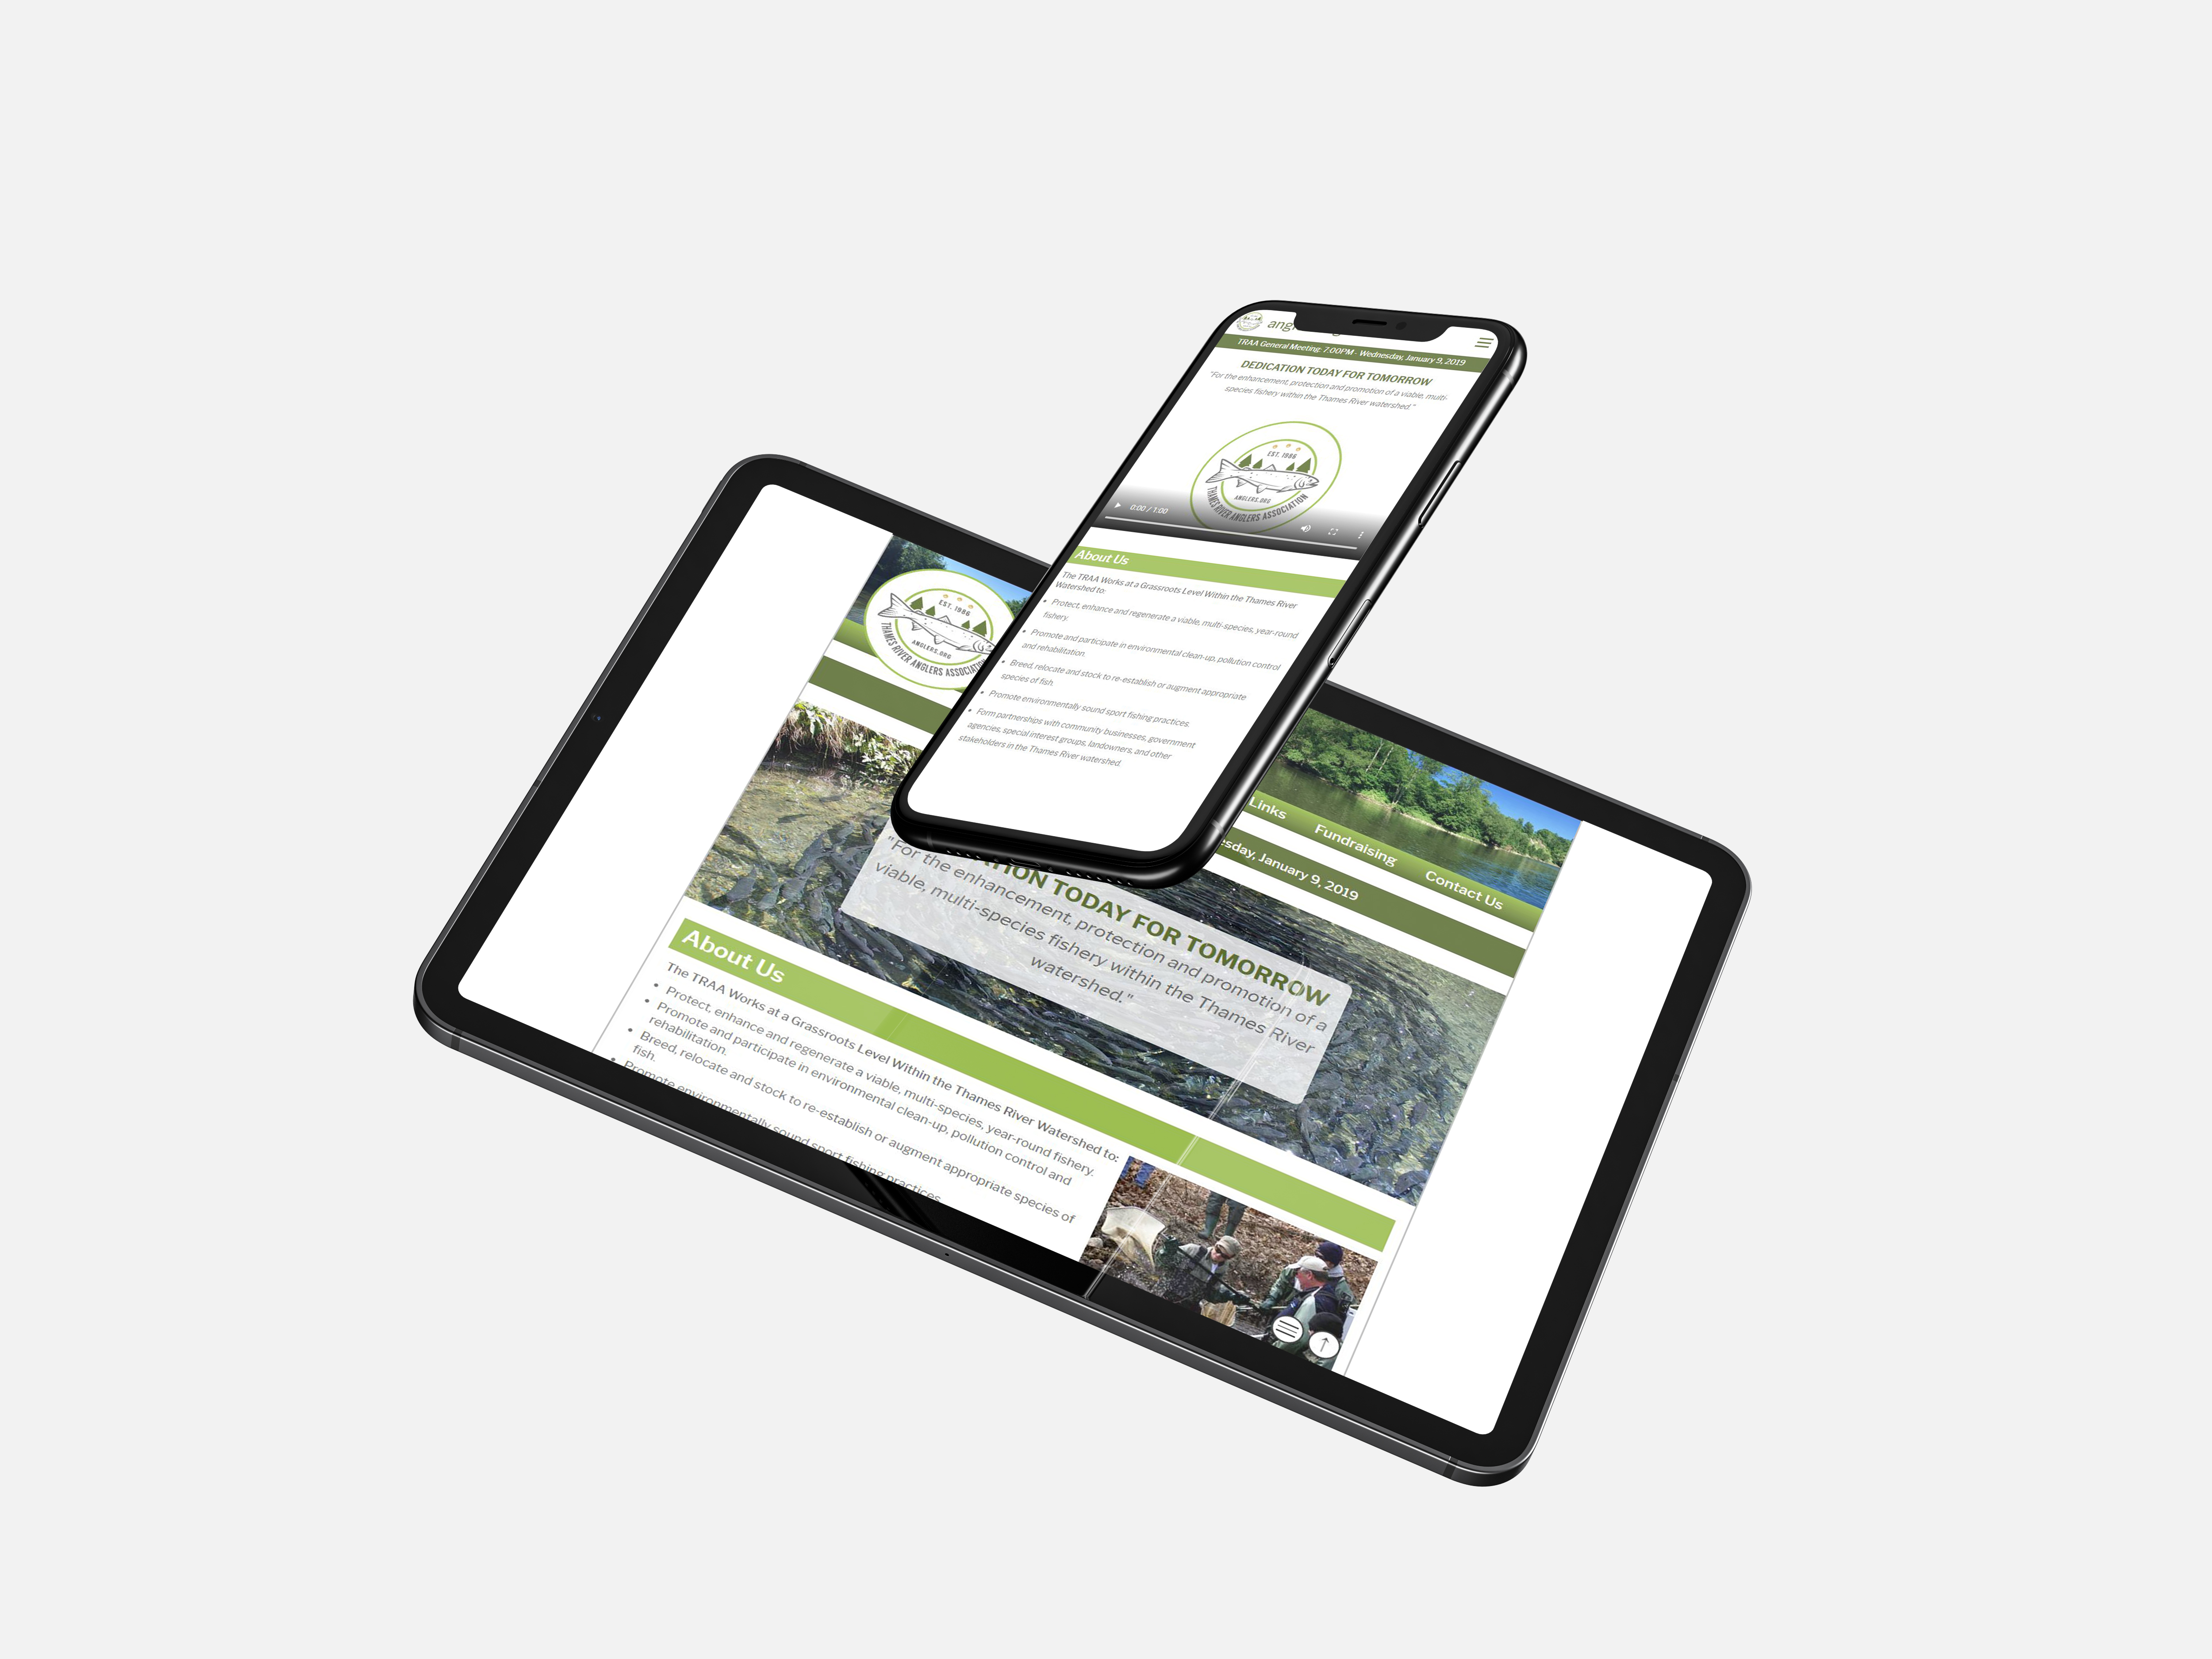 TRAA General Meeting: 7:00PM - Wednesday, January 9, 2019
DEDICATION TODAY FOR TOMORROW
"For the enhancement, protection and promotion of a viable, multi-
species fishery within the Thames River watershed."
EST. 1986
ANGLERS.ORG
THAMES RIVER ANGLERS ASSOCIATION
0:00 / 1:00
About Us
The TRAA Works at a Grassroots Level Within the Thames River
Watershed to:
• Protect, enhance and regenerate a viable, multi-species, year-round
fishery.
• Promote and participate in environmental clean-up, pollution control
and rehabilitation.
• Breed, relocate and stock to re-establish or augment appropriate
species of fish.
• Promote environmentally sound sport fishing practices.
• Form partnerships with community businesses, government
agencies, special interest groups, landowners, and other
stakeholders in the Thames River watershed.
EST. 1986
ANGLERS.ORG
THAMES RIVER ANGLERS
Links
Fundraising
Contact Us
January 9, 2019
TODAY FOR TOMORROW
"For the enhancement, protection and promotion of a
viable, multi-species fishery within the Thames River
watershed."
About Us
The TRAA Works at a Grassroots Level Within the Thames River Watershed to:
• Protect, enhance and regenerate a viable, multi-species, year-round fishery.
• Promote and participate in environmental clean-up, pollution control and
rehabilitation.
• Breed, relocate and stock to re-establish or augment appropriate species of
fish.
• Promote environmentally sound sport fishing practices.